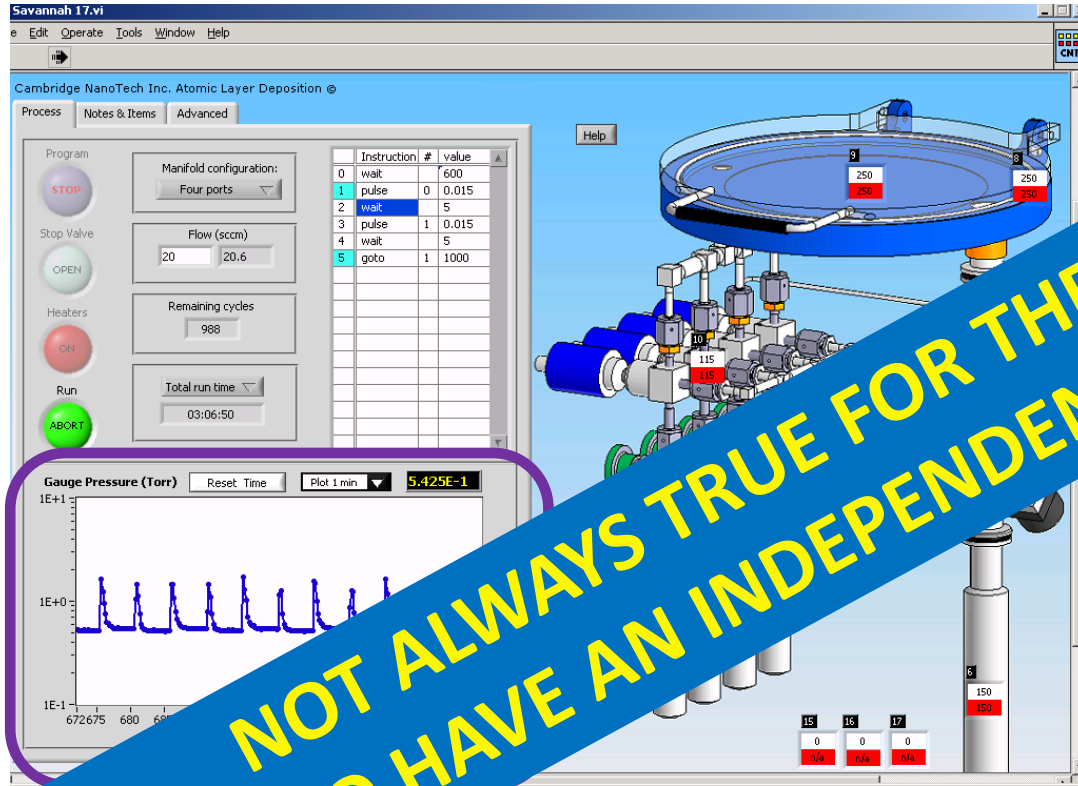 Savannah 17.vi
e Edit Operate Tools Window Help
CNT
Cambridge NanoTech Inc. Atomic Layer Deposition ©
Process Notes & Items Advanced
Help
Program
STOP
Stop Valve
OPEN
Heaters
ON
Run
ABORT
Manifold configuration:
Four ports
Flow (sccm)
20 20.6
Remaining cycles
988
Total run time
03:06:50
Instruction # value
0 wait 600
1 pulse 0 0.015
2 wait 5
3 pulse 1 0.015
4 wait 5
5 goto 1 1000
9
250
250
8
250
250
10
115
115
6
150
150
15 16 17
0 0 0
n/a n/a n/a
Gauge Pressure (Torr) Reset Time Plot 1 min 5.425E-1
1E+1
1E+0
1E-1
672 675 680
NOT ALWAYS TRUE FOR THE
HAVE AN INDEPENDEN